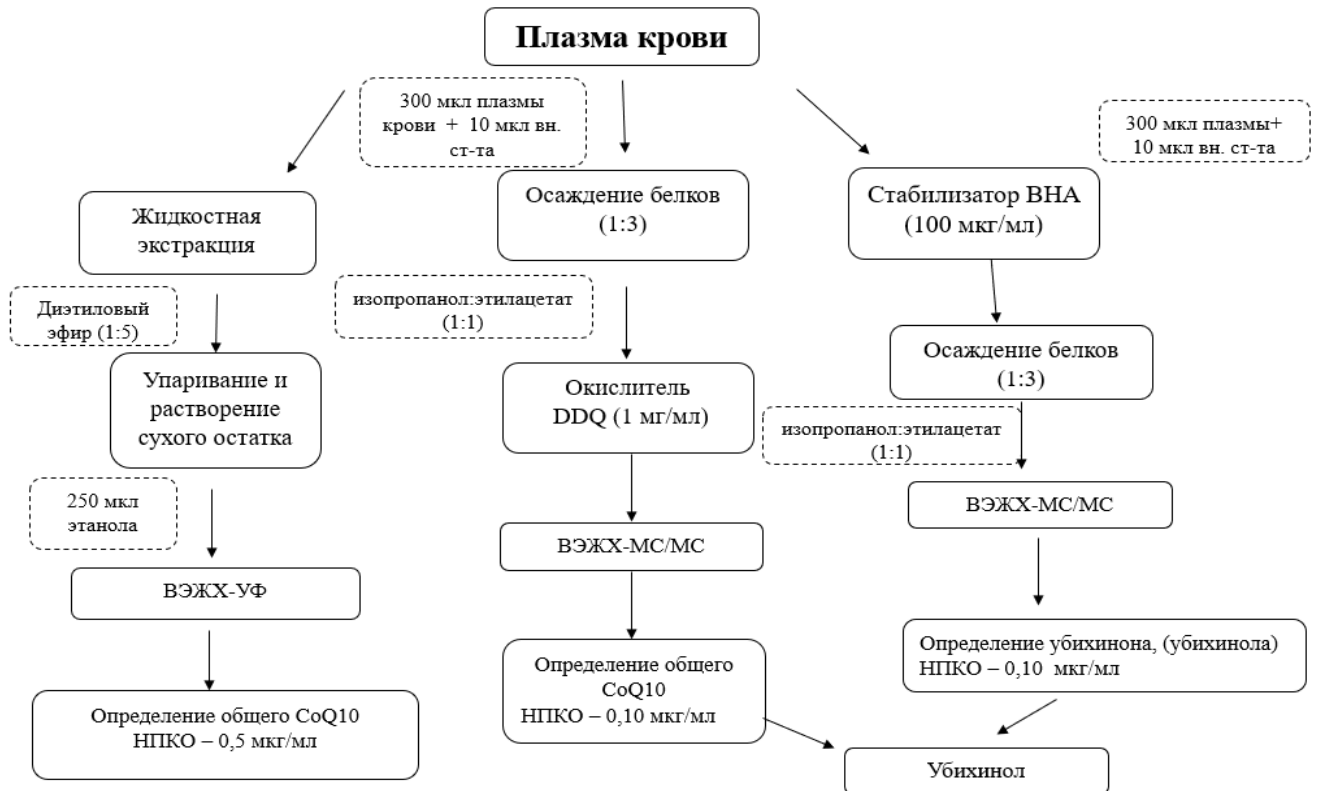 Плазма крови
300 мкл плазмы
крови + 10 мкл вн.
ст-та
300 мкл плазмы+
10 мкл вн. ст-та
Жидкостная
экстракция
Осаждение белков
(1:3)
Стабилизатор ВНА
(100 мкг/мл)
Диэтиловый
эфир (1:5)
изопропанол:этилацетат
(1:1)
Упаривание и
растворение
сухого остатка
Окислитель
DDQ (1 мг/мл)
Осаждение белков
(1:3)
изопропанол:этилацетат
(1:1)
250 мкл
этанола
ВЭЖХ-УФ
ВЭЖХ-МС/МС
ВЭЖХ-МС/МС
Определение общего CoQ10
НПКО – 0,5 мкг/мл
Определение общего
CoQ10
НПКО – 0,10 мкг/мл
Определение убихинона, (убихинола)
НПКО – 0,10 мкг/мл
Убихинол